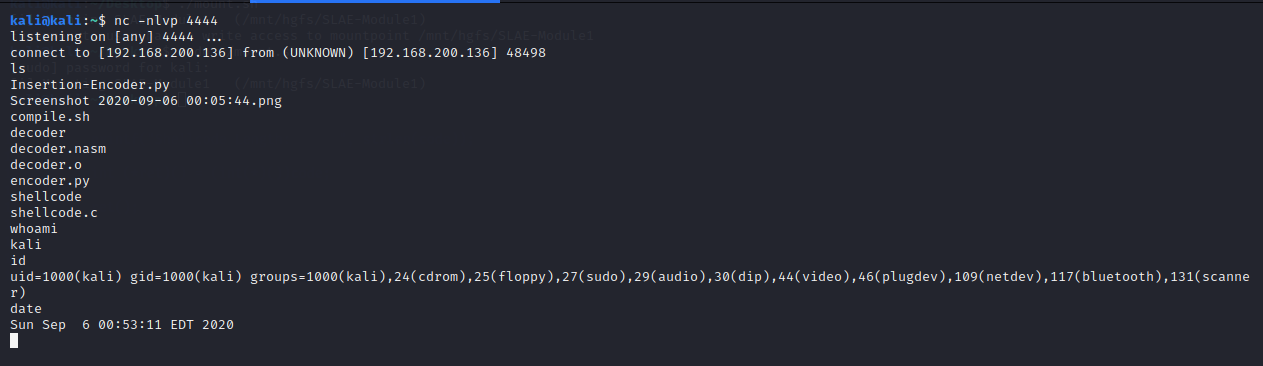 kali@kali:~$ nc -nlvp 4444
listening on [any] 4444 ...
connect to [192.168.200.136] from (UNKNOWN) [192.168.200.136] 48498
ls
Insertion-Encoder.py
Screenshot 2020-09-06 00:05:44.png
compile.sh
decoder
decoder.nasm
decoder.o
encoder.py
shellcode
shellcode.c
whoami
kali
id
uid=1000(kali) gid=1000(kali) groups=1000(kali),24(cdrom),25(floppy),27(sudo),29(audio),30(dip),44(video),46(plugdev),109(netdev),117(bluetooth),131(scanne
r)
date
Sun Sep  6 00:53:11 EDT 2020